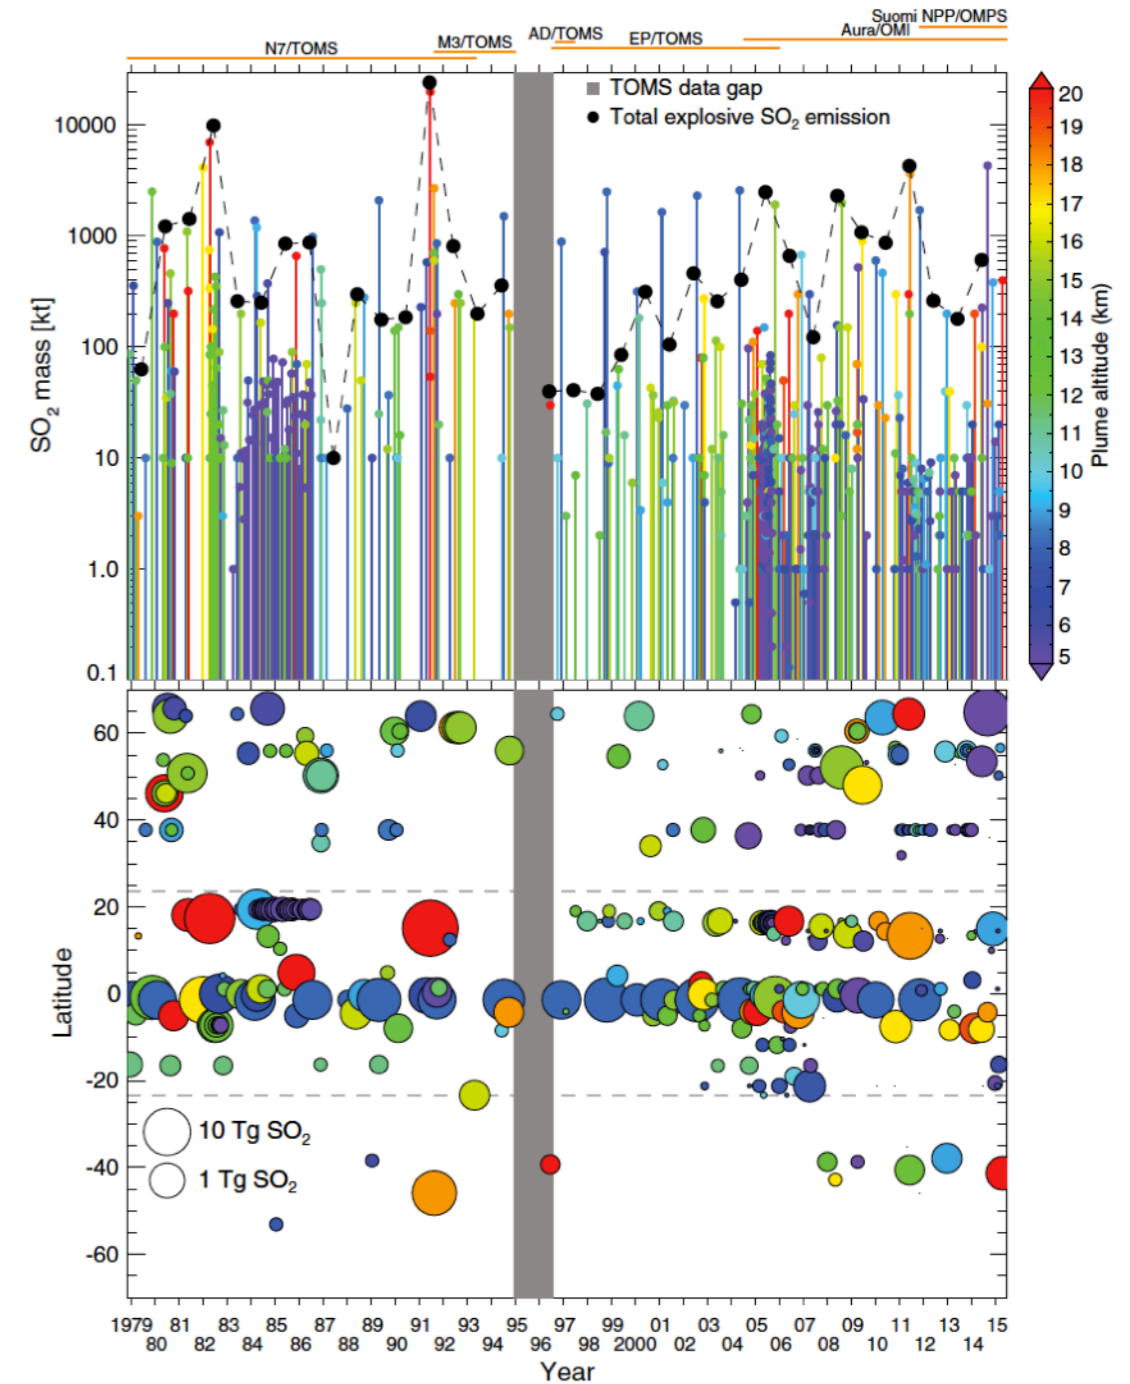 Suomi NPP/OMPS
Aura/OMI
AD/TOMS
EP/TOMS
M3/TOMS
N7/TOMS
TOMS data gap
Total explosive SO₂ emission
SO₂ mass [kt]
10000
1000
100
10
1.0
0.1
20
19
18
17
16
15
14
13
12
11
10
9
8
7
6
5
Plume altitude (km)
Latitude
60
40
20
0
-20
-40
-60
10 Tg SO₂
1 Tg SO₂
1979 81 83 85 87 89 91 93 95 97 99 01 03 05 07 09 11 13 15
80 82 84 86 88 90 92 94 96 98 2000 02 04 06 08 10 12 14
Year